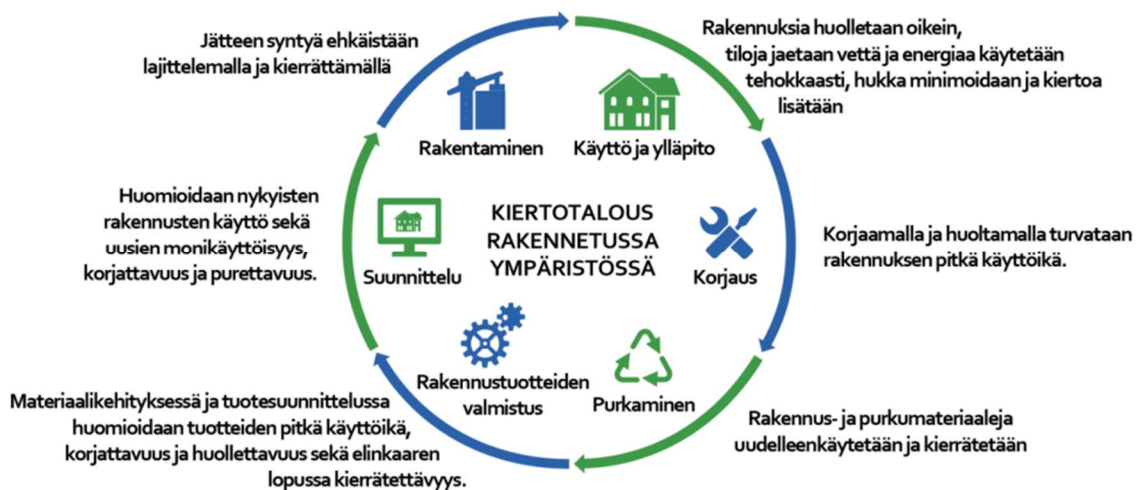 KIERTOTALOUS
RAKENNETUSSA
YMPÄRISTÖSSÄ
Rakentaminen
Jätteen syntyä ehkäistään
lajittelemalla ja kierrättämällä
Käyttö ja ylläpito
Rakennuksia huolletaan oikein,
tiloja jaetaan vettä ja energiaa käytetään
tehokkaasti, hukka minimoidaan ja kiertoa
lisätään
Korjaus
Korjaamalla ja huoltamalla turvataan
rakennuksen pitkä käyttöikä.
Purkaminen
Rakennus- ja purkumateriaaleja
uudelleenkäytetään ja kierrätetään
Rakennustuotteiden
valmistus
Materiaalikehityksessä ja tuotesuunnittelussa
huomioidaan tuotteiden pitkä käyttöikä,
korjattavuus ja huollettavuus sekä elinkaaren
lopussa kierrätettävyys.
Suunnittelu
Huomioidaan nykyisten
rakennusten käyttö sekä
uusien monikäyttöisyys,
korjattavuus ja purettavuus.